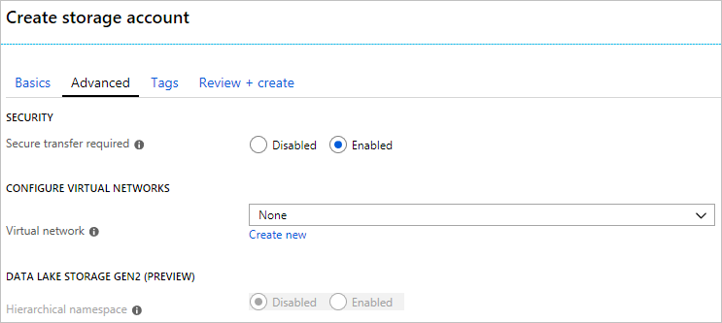 Create storage account
Basics Advanced Tags Review + create
SECURITY
Secure transfer required Disabled Enabled
CONFIGURE VIRTUAL NETWORKS
Virtual network None
Create new
DATA LAKE STORAGE GEN2 (PREVIEW)
Hierarchical namespace Disabled Enabled